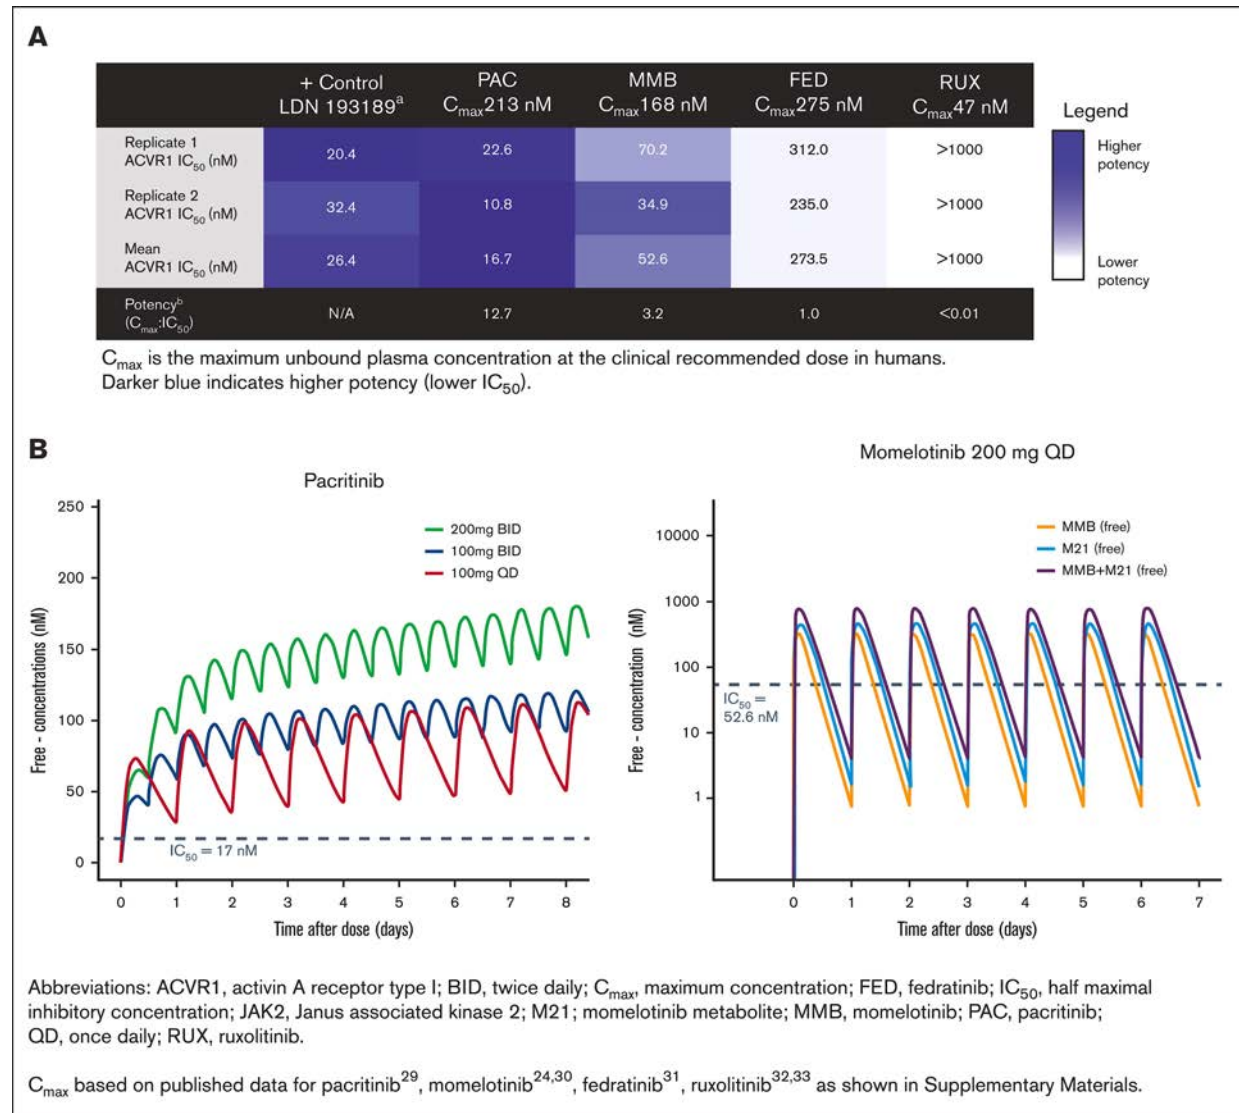 A
+ Control
LDN 193189ᵃ
PAC
Cmax213 nM
MMB
Cmax168 nM
FED
Cmax275 nM
RUX
Cmax47 nM
Legend
Replicate 1
ACVR1 IC50 (nM)
20.4
22.6
70.2
312.0
>1000
Higher
potency
Replicate 2
ACVR1 IC50 (nM)
32.4
10.8
34.9
235.0
>1000
Mean
ACVR1 IC50 (nM)
26.4
16.7
52.6
273.5
>1000
Lower
potency
Potencyᵇ
(Cmax:IC50)
N/A
12.7
3.2
1.0
<0.01
Cmax is the maximum unbound plasma concentration at the clinical recommended dose in humans.
Darker blue indicates higher potency (lower IC50).
B
Pacritinib
250
200
150
100
50
0
Free - concentrations (nM)
200mg BID
100mg BID
100mg QD
IC50 = 17 nM
0 1 2 3 4 5 6 7 8
Time after dose (days)
Momelotinib 200 mg QD
10000
1000
100
10
1
Free-concentration (nM)
MMB (free)
M21 (free)
MMB+M21 (free)
IC50 =
52.6 nM
0 1 2 3 4 5 6 7
Time after dose (days)
Abbreviations: ACVR1, activin A receptor type I; BID, twice daily; Cmax, maximum concentration; FED, fedratinib; IC50, half maximal
inhibitory concentration; JAK2, Janus associated kinase 2; M21; momelotinib metabolite; MMB, momelotinib; PAC, pacritinib;
QD, once daily; RUX, ruxolitinib.
Cmax based on published data for pacritinib²⁹, momelotinib²⁴,³⁰, fedratinib³¹, ruxolitinib³²,³³ as shown in Supplementary Materials.